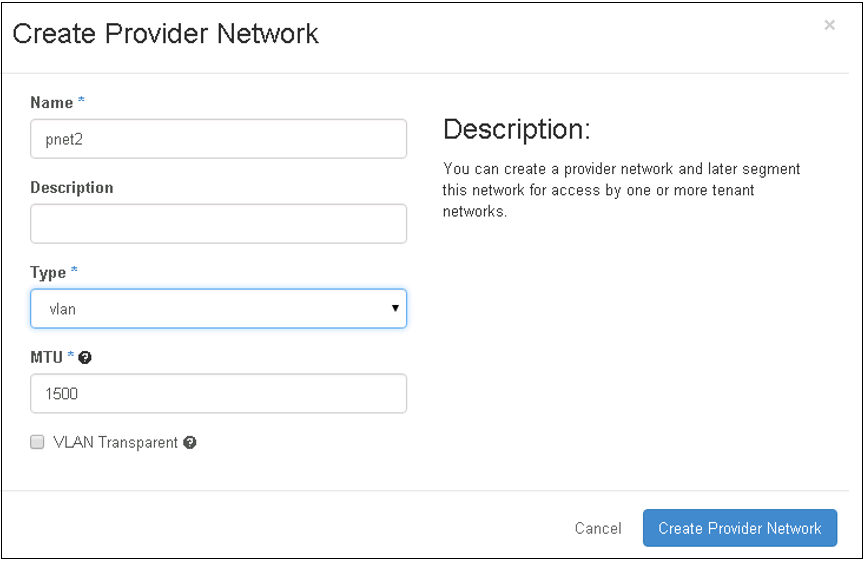 Create Provider Network
×
Name *
pnet2
Description
Type *
vlan
MTU * ?
1500
VLAN Transparent ?
Description:
You can create a provider network and later segment
this network for access by one or more tenant
networks.
Cancel
Create Provider Network